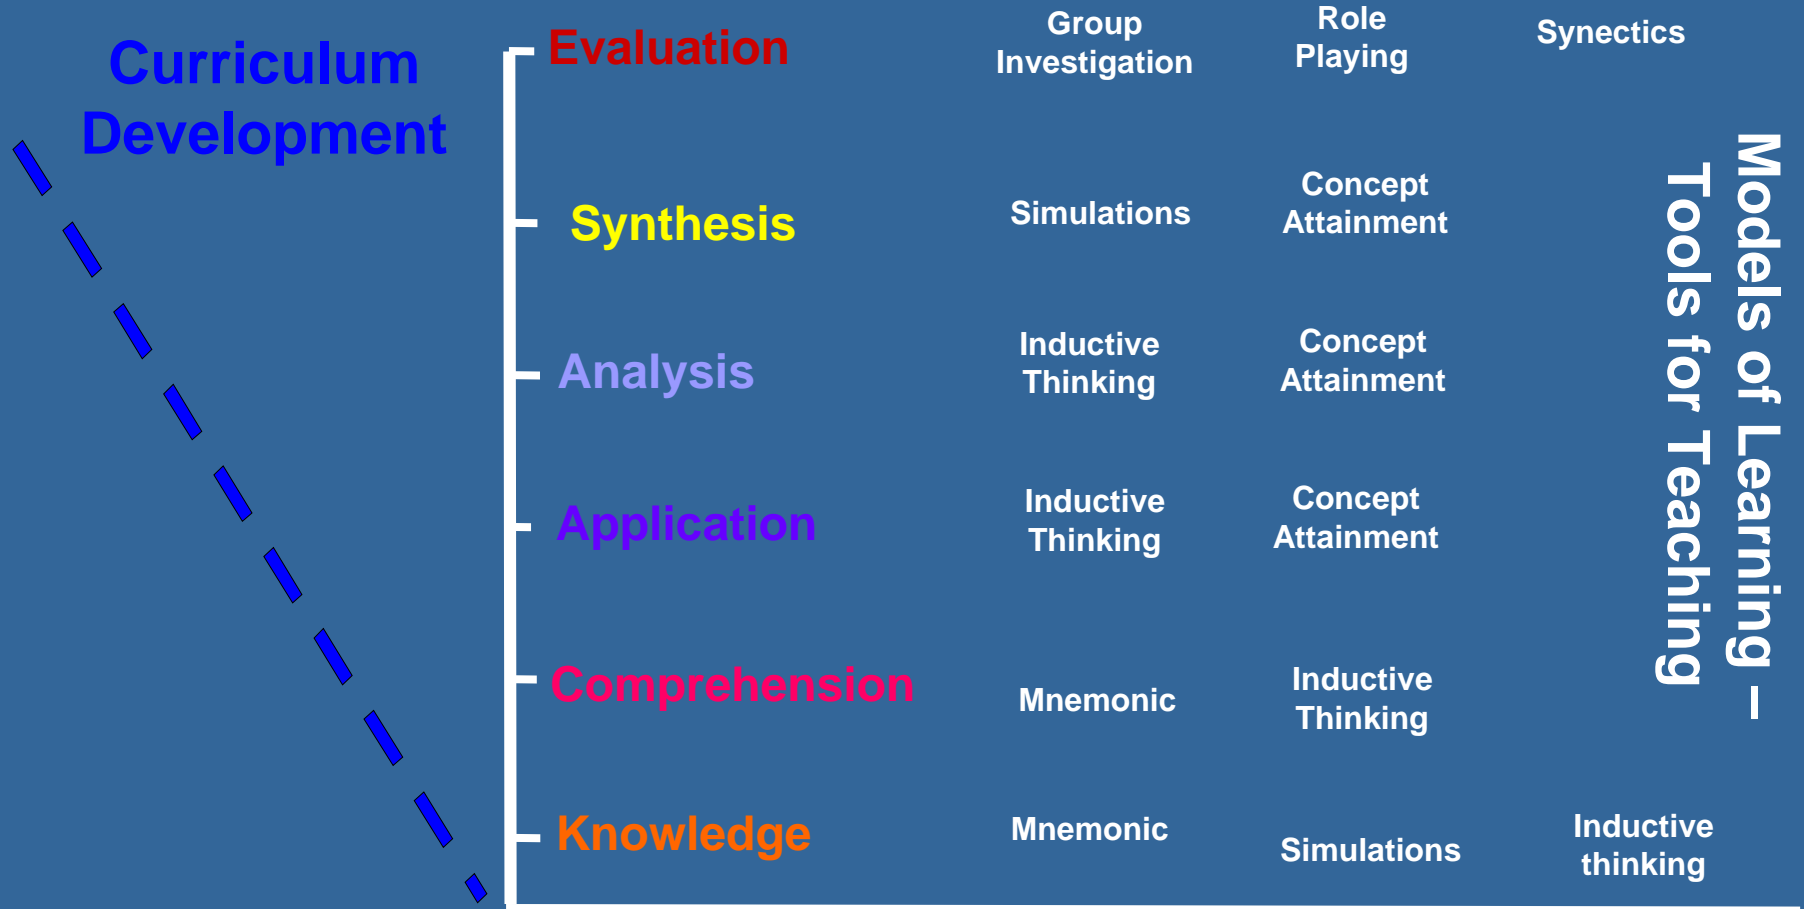 Curriculum
Development
Evaluation
Group
Investigation
Role
Playing
Synectics
Synthesis
Simulations
Concept
Attainment
Analysis
Inductive
Thinking
Concept
Attainment
Application
Inductive
Thinking
Concept
Attainment
Comprehension
Mnemonic
Inductive
Thinking
Knowledge
Mnemonic
Simulations
Inductive
thinking
Models of Learning –
Tools for Teaching